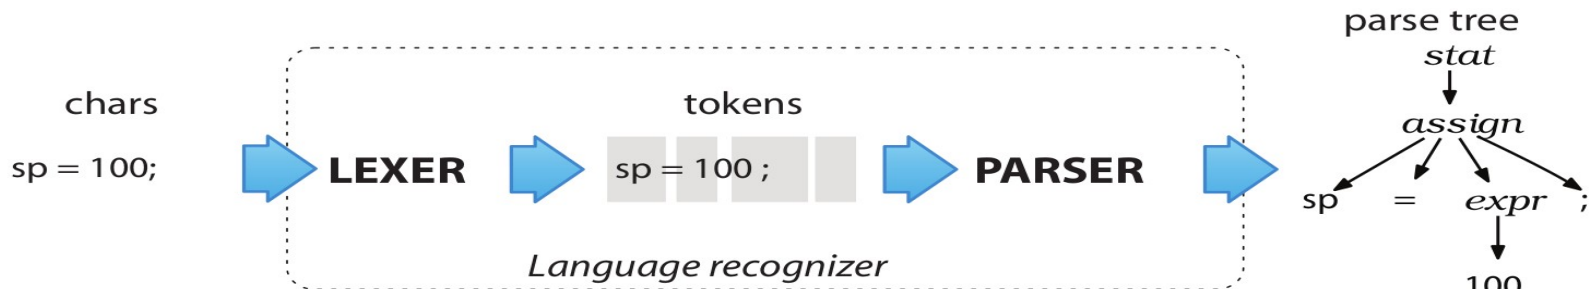 chars
sp = 100;
LEXER
tokens
sp = 100 ;
PARSER
Language recognizer
parse tree
stat
assign
sp = expr ;
100